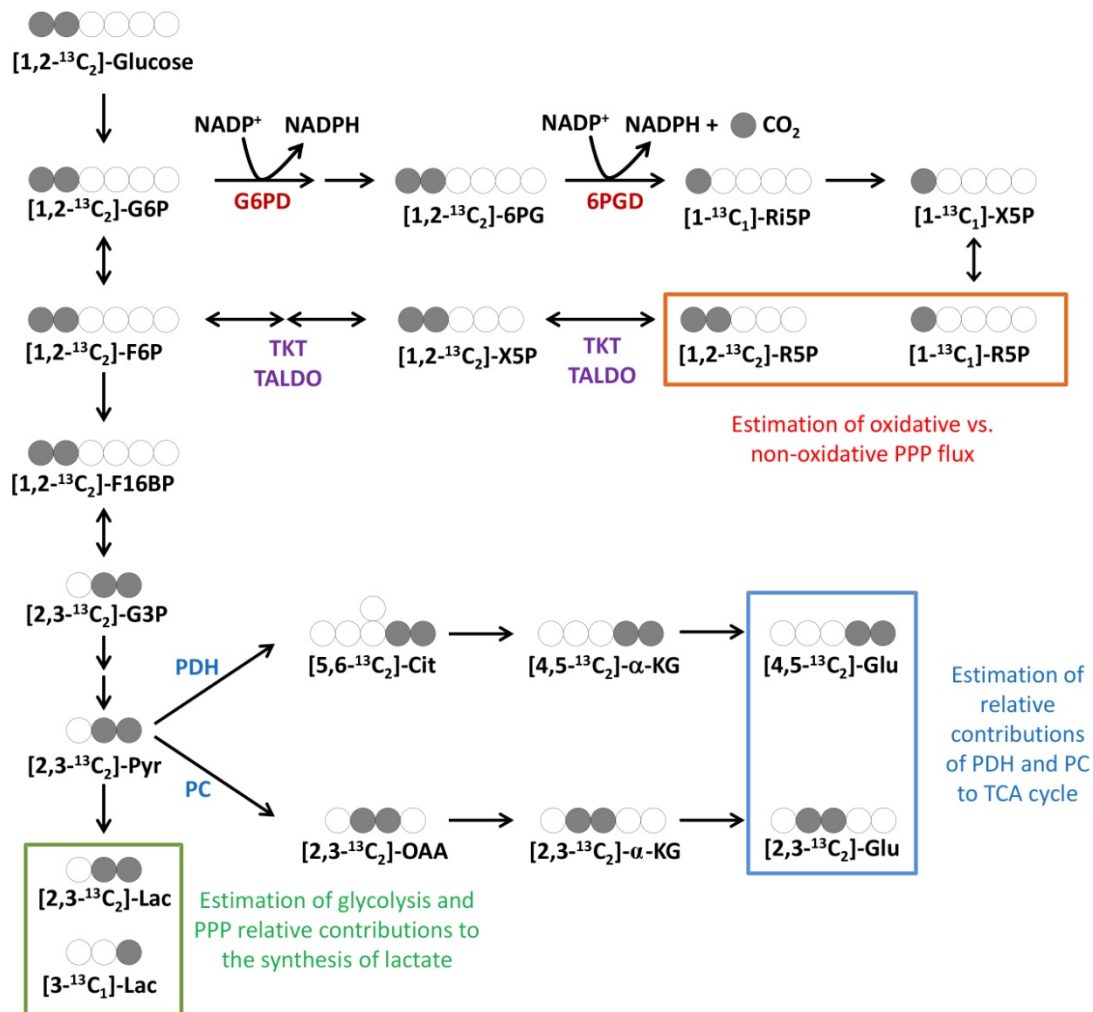 [1,2-¹³C₂]-Glucose
NADP⁺ NADPH NADP⁺ NADPH + CO₂
G6PD 6PGD
[1,2-¹³C₂]-G6P [1,2-¹³C₂]-6PG [1-¹³C₁]-Ri5P [1-¹³C₁]-X5P
[1,2-¹³C₂]-F6P TKT [1,2-¹³C₂]-X5P TKT [1,2-¹³C₂]-R5P [1-¹³C₁]-R5P
TALDO TALDO
Estimation of oxidative vs.
non-oxidative PPP flux
[1,2-¹³C₂]-F16BP
[2,3-¹³C₂]-G3P
PDH
[5,6-¹³C₂]-Cit [4,5-¹³C₂]-α-KG [4,5-¹³C₂]-Glu
Estimation of
relative
contributions
of PDH and PC
to TCA cycle
[2,3-¹³C₂]-Pyr
PC
[2,3-¹³C₂]-OAA [2,3-¹³C₂]-α-KG [2,3-¹³C₂]-Glu
[2,3-¹³C₂]-Lac
[3-¹³C₁]-Lac
Estimation of glycolysis and
PPP relative contributions to
the synthesis of lactate